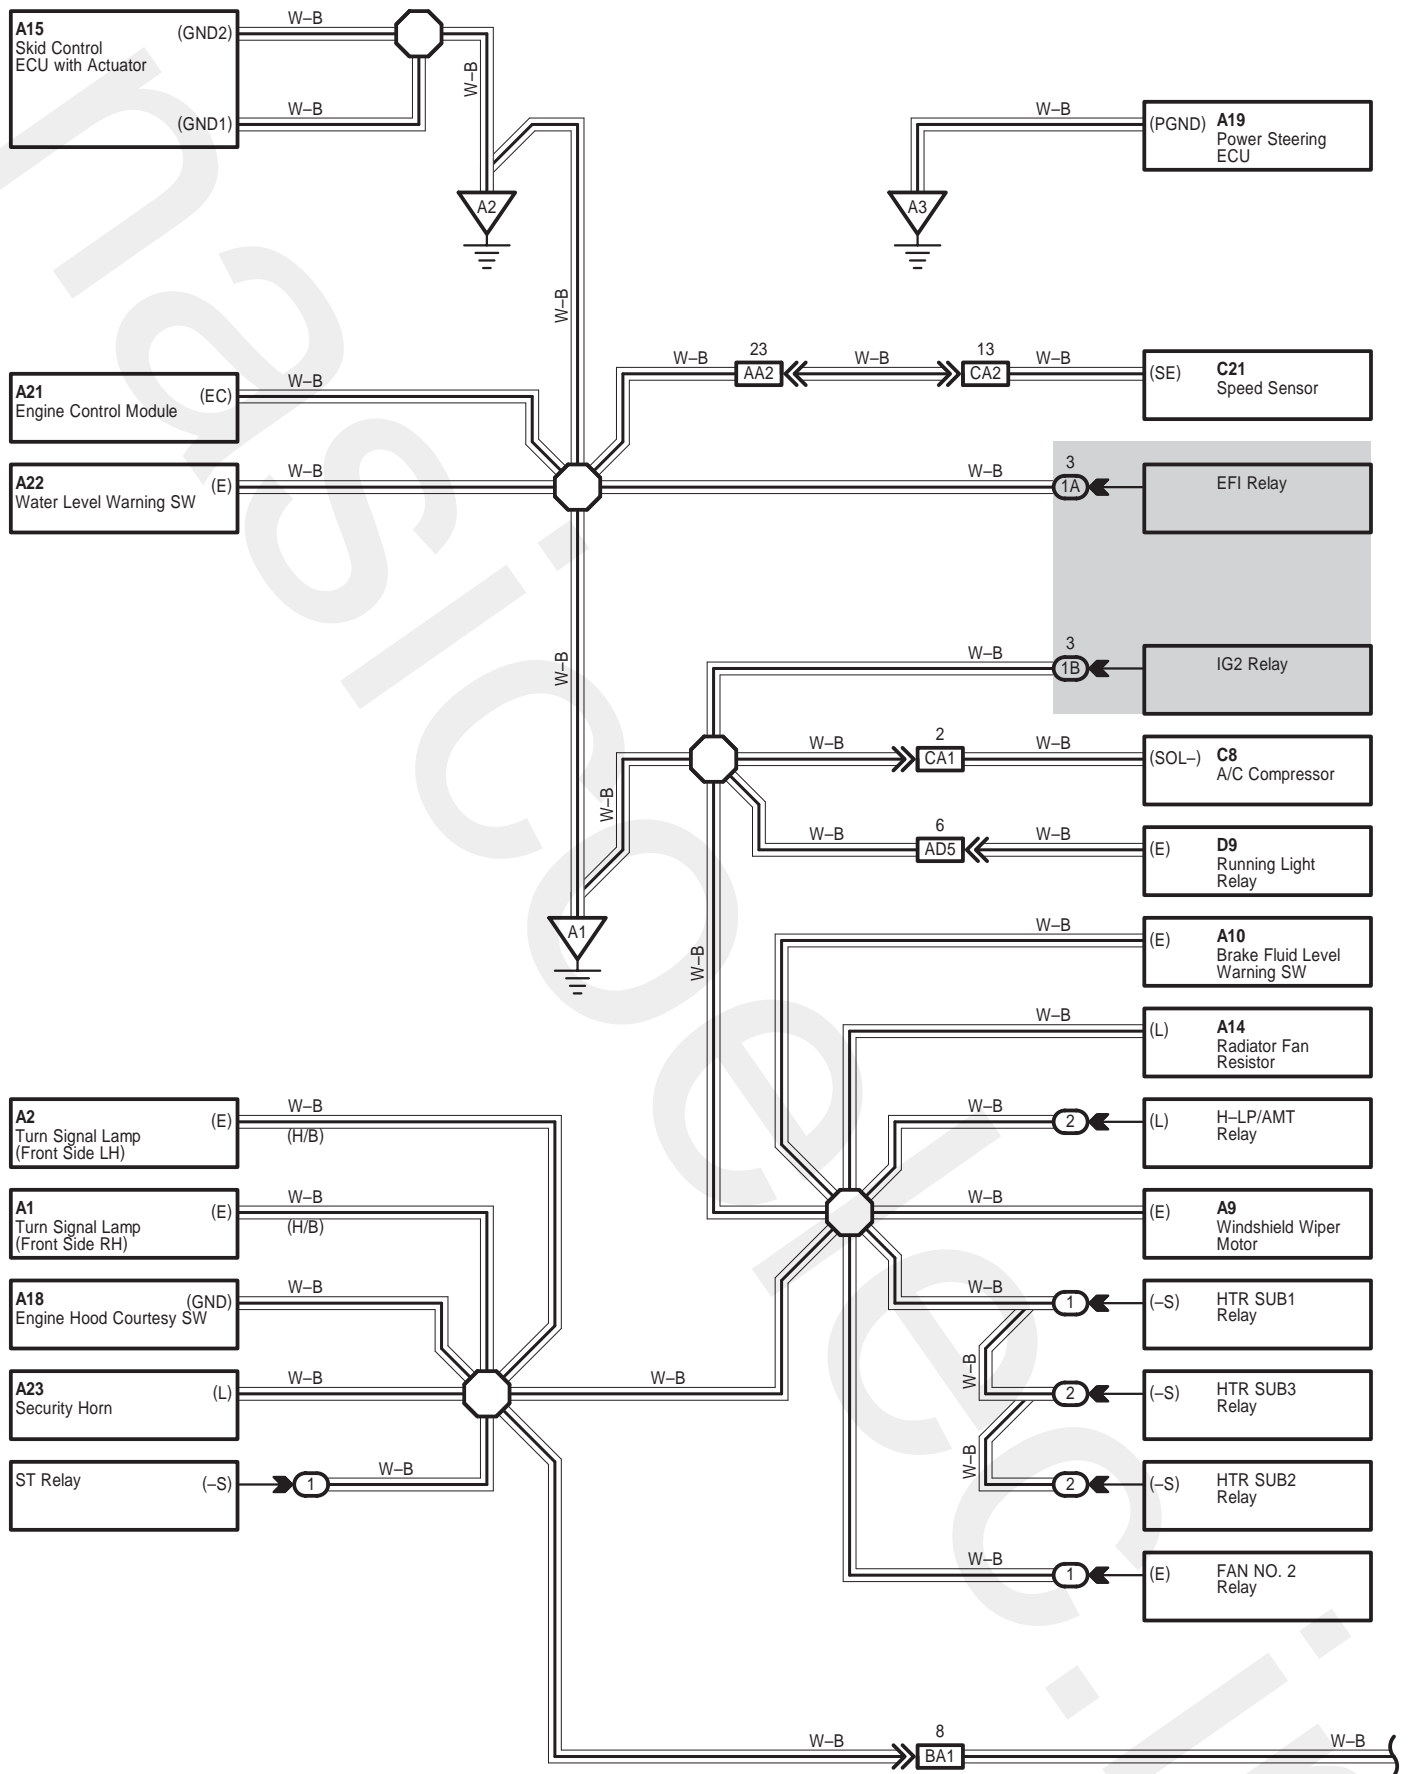 A15
Skid Control
ECU with Actuator
(GND2)
(GND1)
W–B
W–B
W–B
A2
W–B
(PGND)
A19
Power Steering
ECU
A3
W–B
A21
Engine Control Module
(EC)
W–B
W–B
23
AA2
W–B
13
CA2
W–B
(SE)
C21
Speed Sensor
A22
Water Level Warning SW
(E)
W–B
W–B
3
1A
EFI Relay
W–B
W–B
3
1B
IG2 Relay
W–B
W–B
2
CA1
W–B
(SOL–)
C8
A/C Compressor
W–B
6
AD5
W–B
(E)
D9
Running Light
Relay
A1
W–B
W–B
(E)
A10
Brake Fluid Level
Warning SW
W–B
(L)
A14
Radiator Fan
Resistor
A2
Turn Signal Lamp
(Front Side LH)
(E)
W–B
(H/B)
W–B
2
(L)
H–LP/AMT
Relay
A1
Turn Signal Lamp
(Front Side RH)
(E)
W–B
(H/B)
W–B
(E)
A9
Windshield Wiper
Motor
A18
Engine Hood Courtesy SW
(GND)
W–B
W–B
1
(–S)
HTR SUB1
Relay
A23
Security Horn
(L)
W–B
W–B
W–B
2
(–S)
HTR SUB3
Relay
ST Relay
(–S)
1
W–B
W–B
2
(–S)
HTR SUB2
Relay
W–B
1
(E)
FAN NO. 2
Relay
W–B
8
BA1
W–B